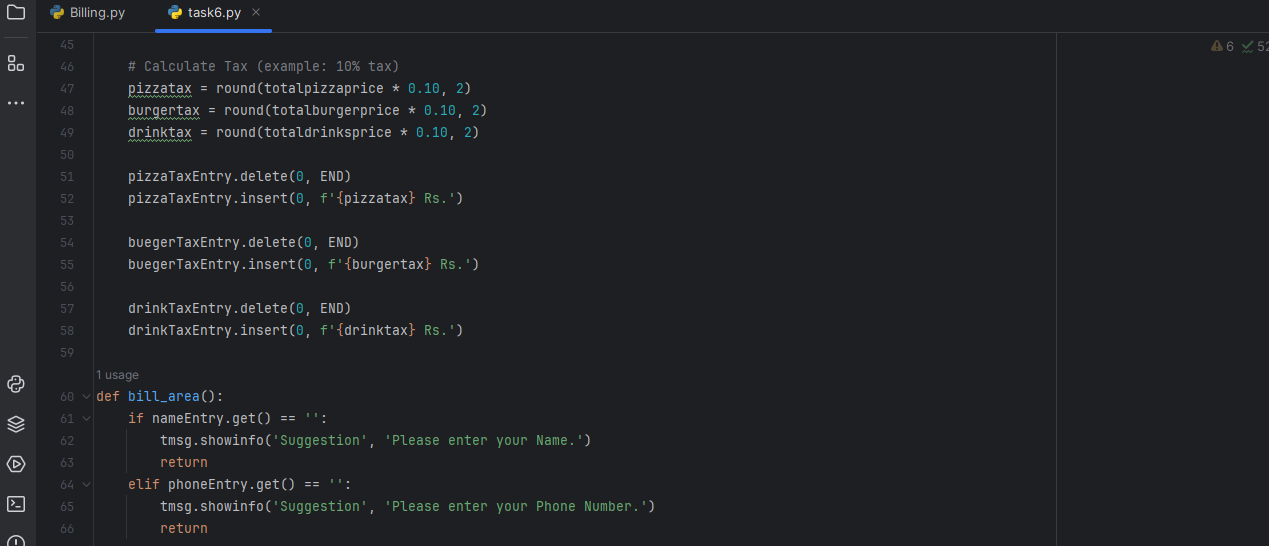 Billing.py
task6.py
6
52
45
46 # Calculate Tax (example: 10% tax)
47 pizzatax = round(totalpizzaprice * 0.10, 2)
48 burgertax = round(totalburgerprice * 0.10, 2)
49 drinktax = round(totaldrinksprice * 0.10, 2)
50
51 pizzaTaxEntry.delete(0, END)
52 pizzaTaxEntry.insert(0, f'{pizzatax} Rs.')
53
54 buegerTaxEntry.delete(0, END)
55 buegerTaxEntry.insert(0, f'{burgertax} Rs.')
56
57 drinkTaxEntry.delete(0, END)
58 drinkTaxEntry.insert(0, f'{drinktax} Rs.')
59
1 usage
60 def bill_area():
61 if nameEntry.get() == '':
62 tmsg.showinfo('Suggestion', 'Please enter your Name.')
63 return
64 elif phoneEntry.get() == '':
65 tmsg.showinfo('Suggestion', 'Please enter your Phone Number.')
66 return